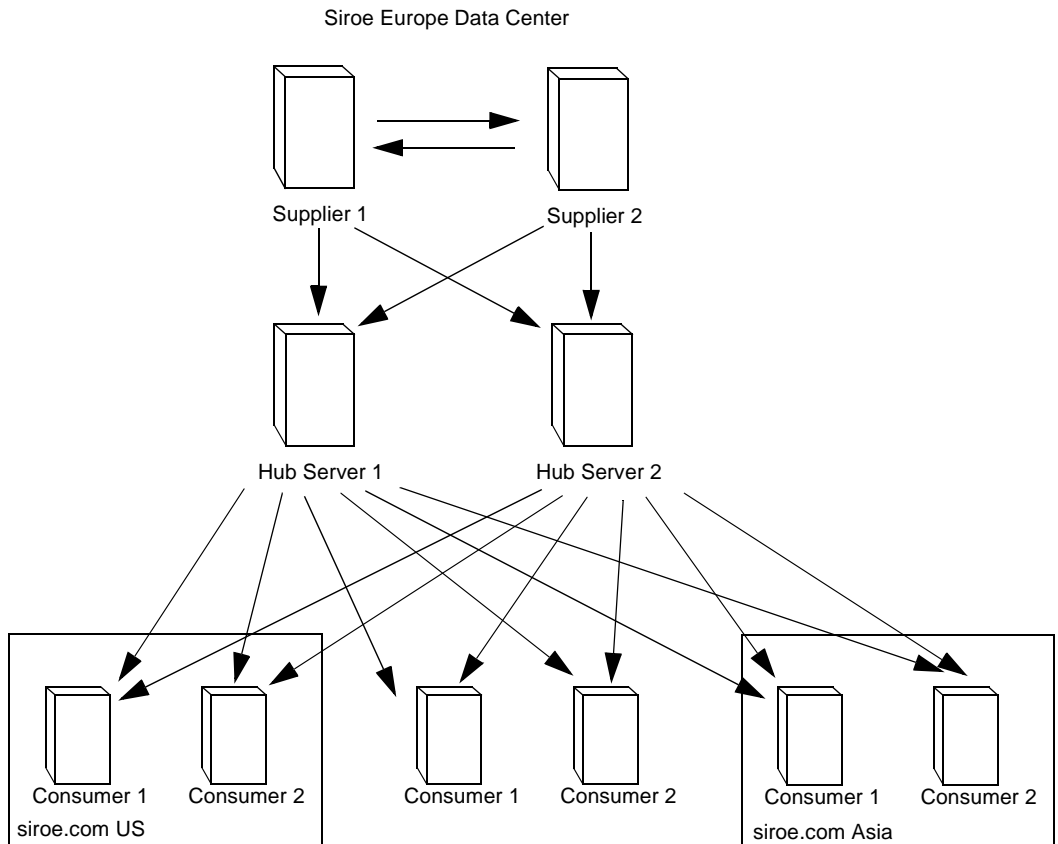 Siroe Europe Data Center
Supplier 1
Supplier 2
Hub Server 1
Hub Server 2
Consumer 1
Consumer 2
Consumer 1
Consumer 2
Consumer 1
Consumer 2
siroe.com US
siroe.com Asia